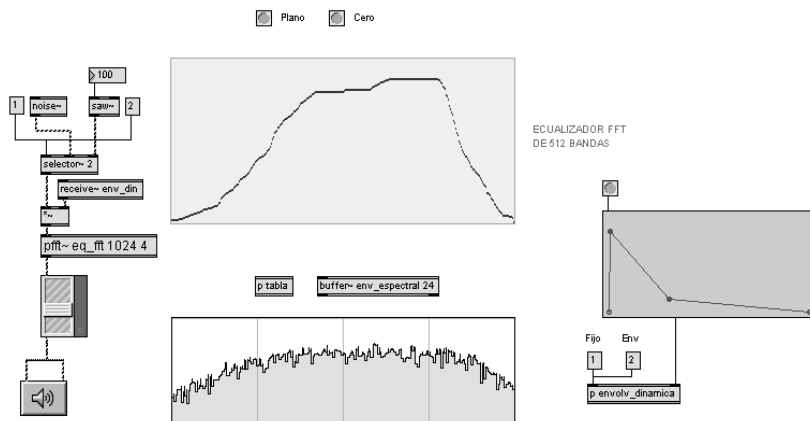 Plano Cero
100
1 noise~ saw~ 2
selector~ 2
receive~ env_din
*~
pfft~ eq_fft 1024 4
ECUALIZADOR FFT
DE 512 BANDAS
p tabla buffer~ env_espectral 24
Fijo Env
1 2
p envolv_dinamica